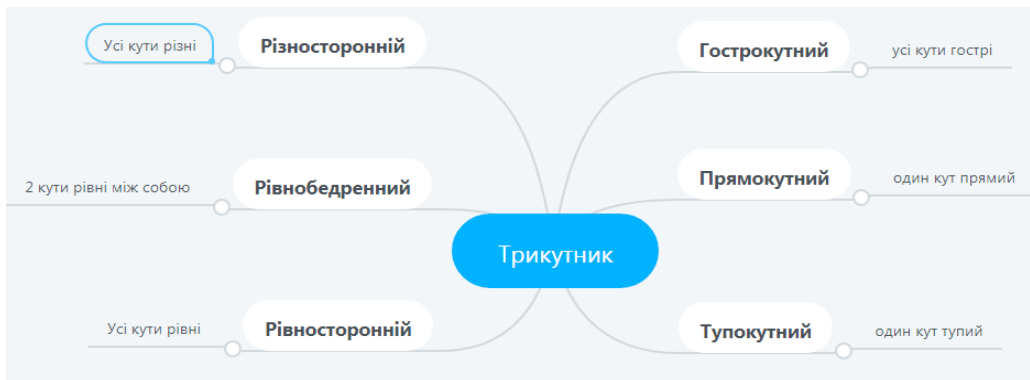 Усі кути різні
Різносторонній
Гострокутний
усі кути гострі
2 кути рівні між собою
Рівнобедренний
Прямокутний
один кут прямий
Трикутник
Усі кути рівні
Рівносторонній
Тупокутний
один кут тупий